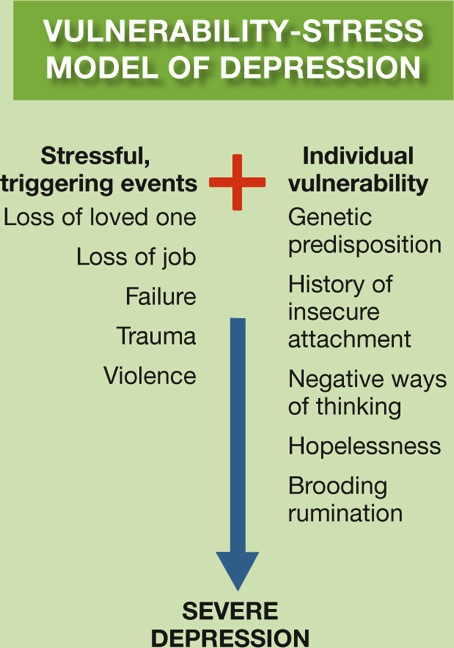 VULNERABILITY-STRESS
MODEL OF DEPRESSION
Stressful,
triggering events
Loss of loved one
Loss of job
Failure
Trauma
Violence
Individual
vulnerability
Genetic
predisposition
History of
insecure
attachment
Negative ways
of thinking
Hopelessness
Brooding
rumination
SEVERE
DEPRESSION